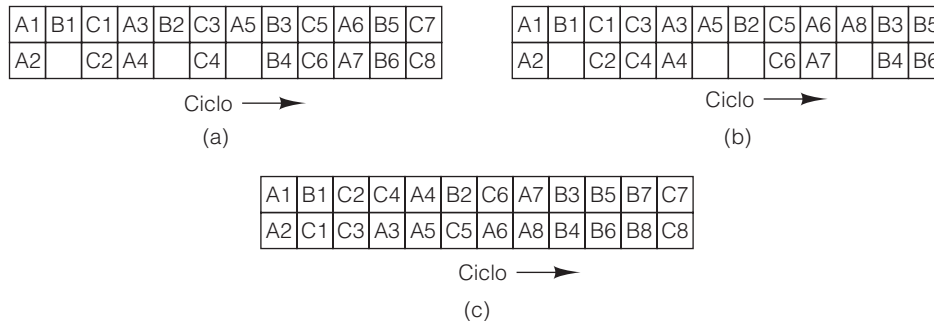 A1 B1 C1 A3 B2 C3 A5 B3 C5 A6 B5 C7
A2 C2 A4 C4 B4 C6 A7 B6 C8
Ciclo
(a)
A1 B1 C1 C3 A3 A5 B2 C5 A6 A8 B3 B5
A2 C2 C4 A4 C6 A7 B4 B6
Ciclo
(b)
A1 B1 C2 C4 A4 B2 C6 A7 B3 B5 B7 C7
A2 C1 C3 A3 A5 C5 A6 A8 B4 B6 B8 C8
Ciclo
(c)